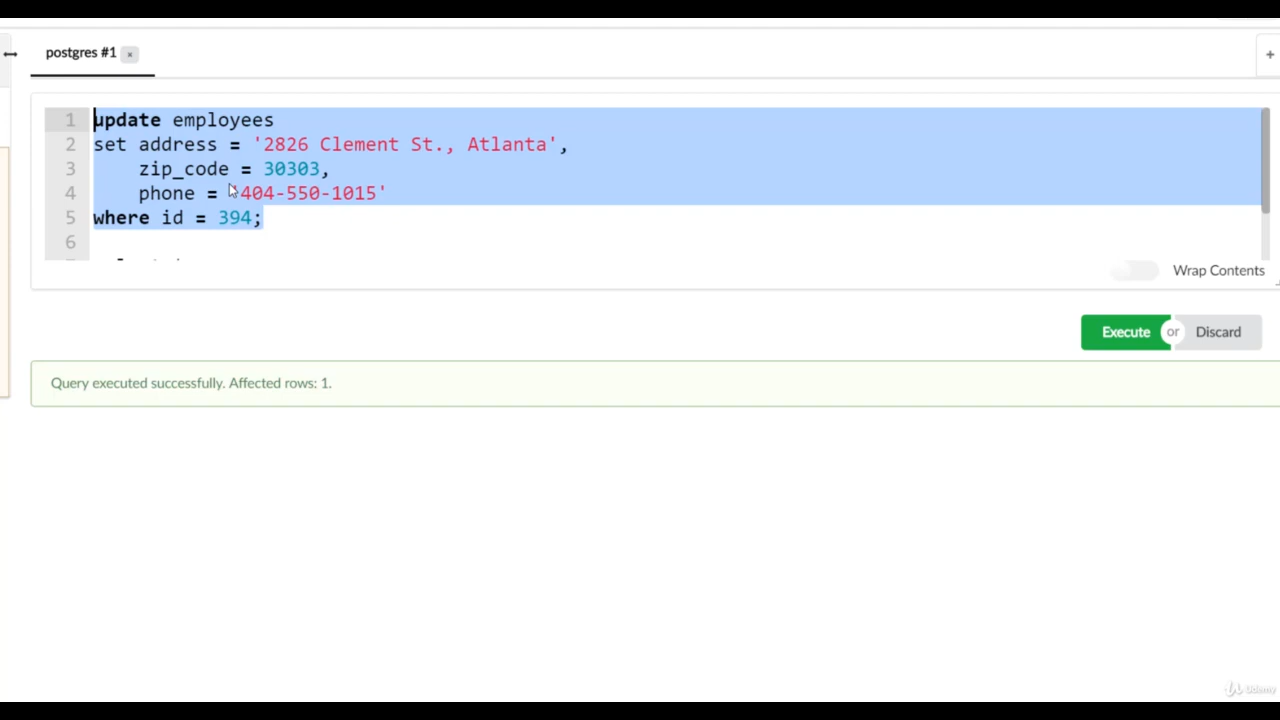 postgres #1 ×
+
1 update employees
2 set address = '2826 Clement St., Atlanta',
3 zip_code = 30303,
4 phone = '404-550-1015'
5 where id = 394;
6
Wrap Contents
Execute or Discard
Query executed successfully. Affected rows: 1.
Udemy